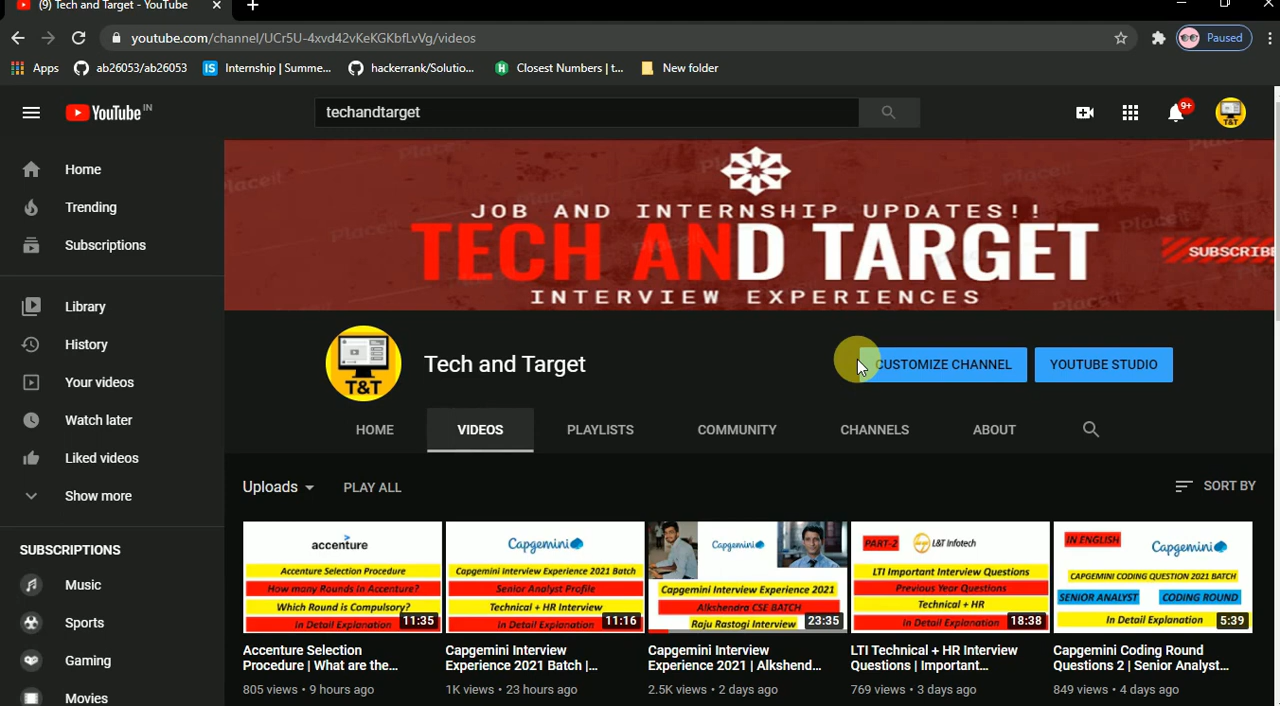 (9) Tech and Target - YouTube
youtube.com/channel/UCr5U-4xvd42vKeKGKbfLvVg/videos
Paused
Apps
ab26053/ab26053
IS
Internship | Summe...
hackerrank/Solutio...
Closest Numbers | t...
New folder
YouTube IN
techandtarget
9+
T&T
Home
Trending
Subscriptions
Library
History
Your videos
Watch later
Liked videos
Show more
SUBSCRIPTIONS
Music
Sports
Gaming
Movies
JOB AND INTERNSHIP UPDATES!!
TECH AND TARGET
SUBSCRIBE
INTERVIEW EXPERIENCES
T&T
Tech and Target
CUSTOMIZE CHANNEL
YOUTUBE STUDIO
HOME
VIDEOS
PLAYLISTS
COMMUNITY
CHANNELS
ABOUT
Uploads
PLAY ALL
SORT BY
accenture
Accenture Selection Procedure
How many Rounds in Accenture?
Which Round is Compulsory?
In Detail Explanation
11:35
Accenture Selection
Procedure | What are the...
805 views • 9 hours ago
Capgemini
Capgemini Interview Experience 2021 Batch
Senior Analyst Profile
Technical + HR Interview
In Detail Explanation
11:16
Capgemini Interview
Experience 2021 Batch |...
1K views • 23 hours ago
Capgemini
Capgemini Interview Experience 2021
Alkshendra CSE BATCH
Raju Rastogi Interview
23:35
Capgemini Interview
Experience 2021 | Alkshend...
2.5K views • 2 days ago
PART-2
L&T Infotech
LTI Important Interview Questions
Previous Year Questions
Technical + HR
In Detail Explanation
18:38
LTI Technical + HR Interview
Questions | Important...
769 views • 3 days ago
IN ENGLISH
Capgemini
CAPGEMINI CODING QUESTION 2021 BATCH
SENIOR ANALYST
CODING ROUND
In Detail Explanation
5:39
Capgemini Coding Round
Questions 2 | Senior Analyst...
849 views • 4 days ago